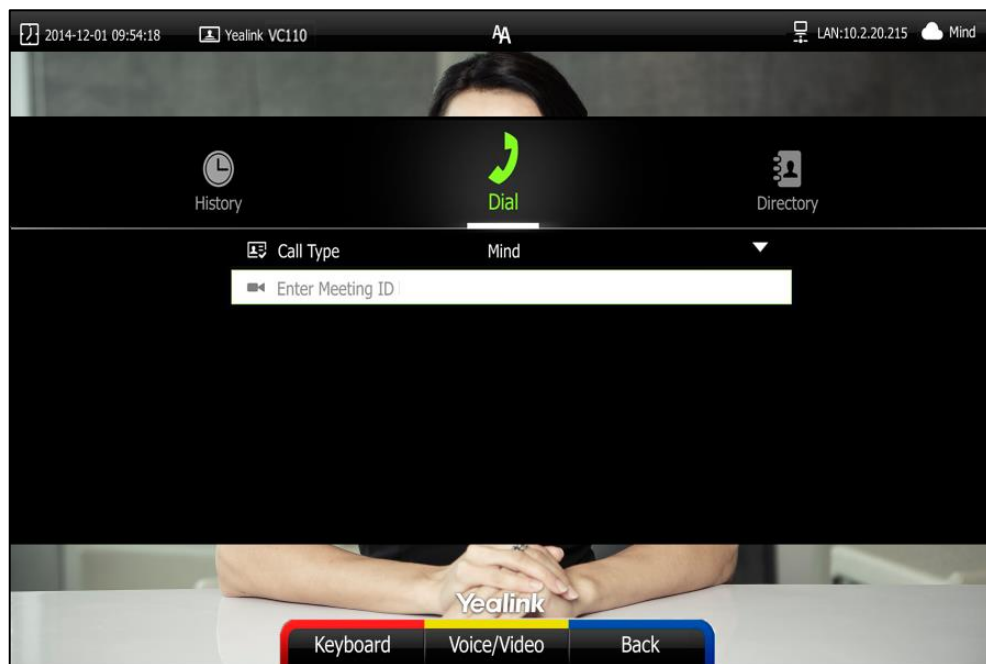 2014-12-01 09:54:18 Yealink VC110 AA LAN:10.2.20.215 Mind
History Dial Directory
Call Type Mind
Enter Meeting ID
Yealink
Keyboard Voice/Video Back